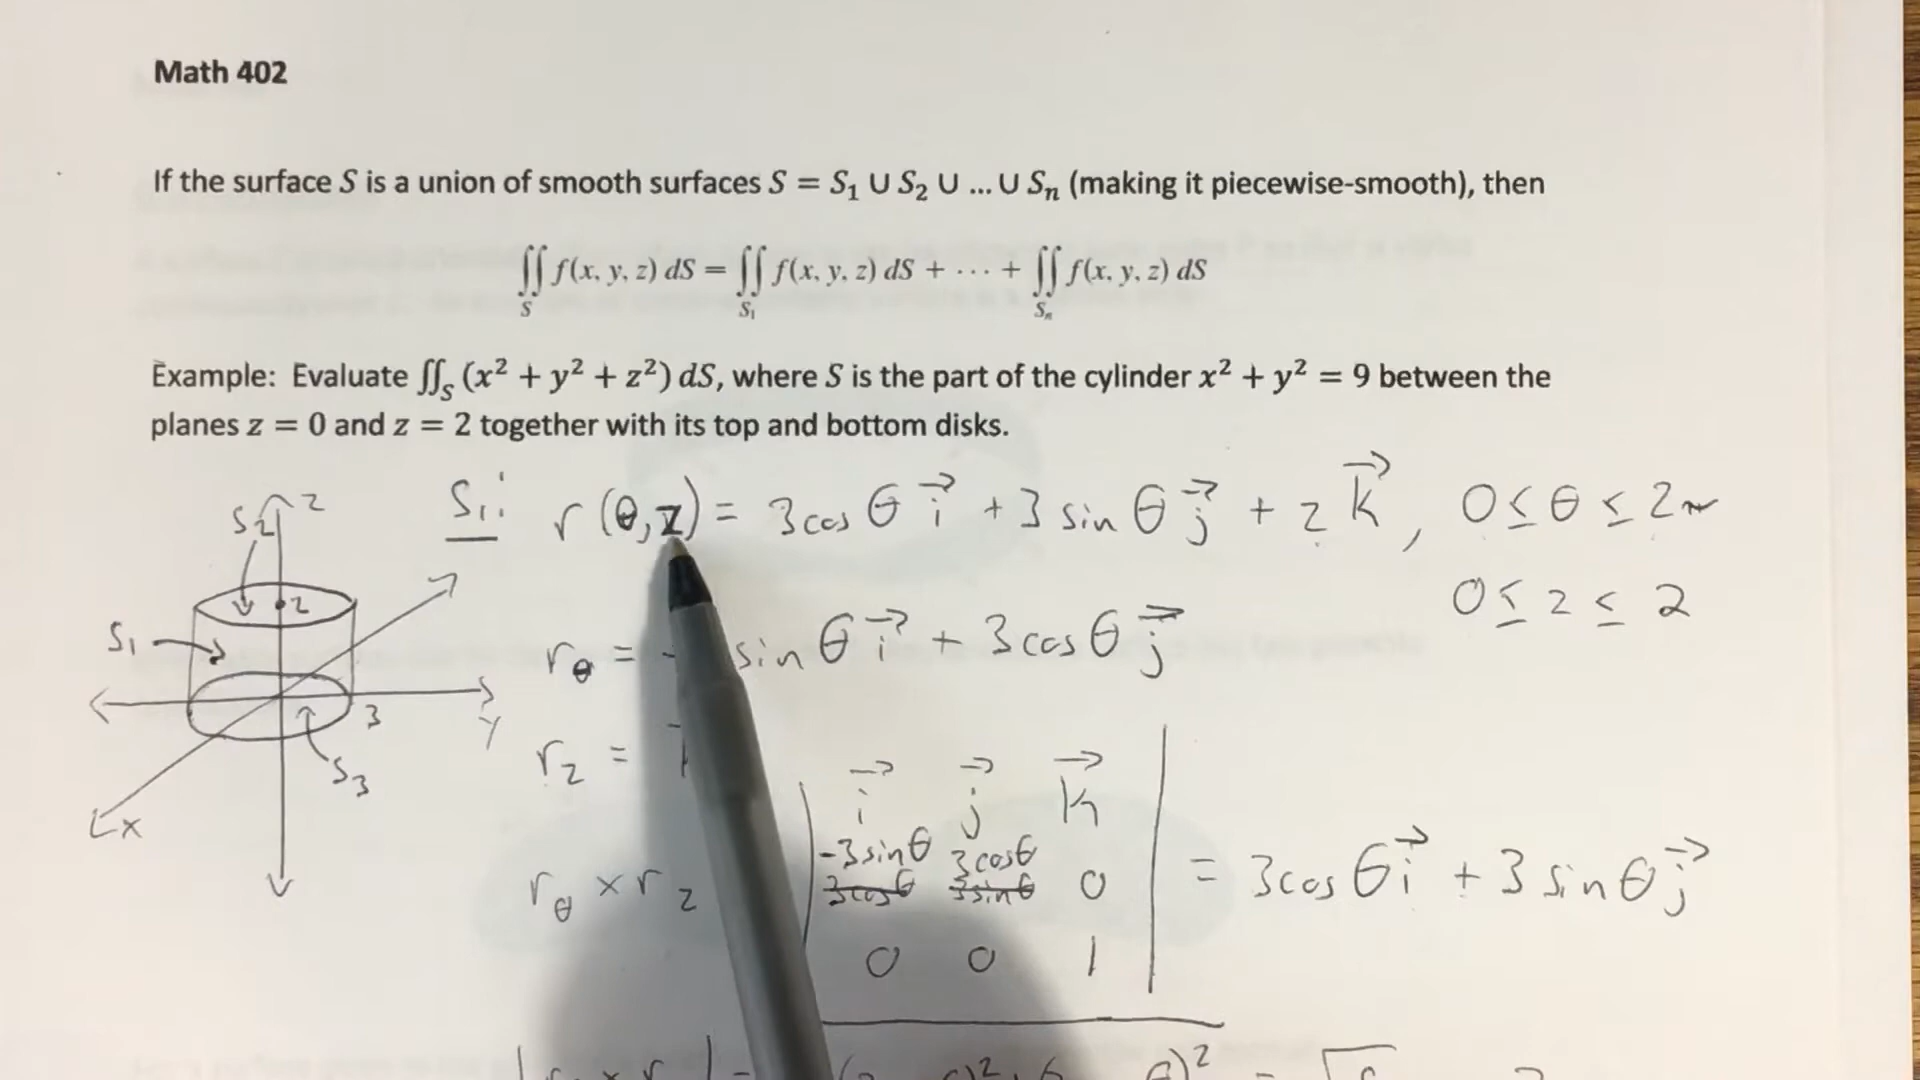 Math 402
If the surface S is a union of smooth surfaces S = S₁ ∪ S₂ ∪ ... ∪ Sₙ (making it piecewise-smooth), then
∬_S f(x, y, z) dS = ∬_S₁ f(x, y, z) dS + ⋯ + ∬_Sₙ f(x, y, z) dS
Example: Evaluate ∬_S (x² + y² + z²) dS, where S is the part of the cylinder x² + y² = 9 between the
planes z = 0 and z = 2 together with its top and bottom disks.
S₁: r(θ,z) = 3cos θ i⃗ + 3 sin θ j⃗ + z k⃗, 0 ≤ θ ≤ 2π
0 ≤ z ≤ 2
S₂ z
2
S₁
3
y
S₃
x
r_θ = - sin θ i⃗ + 3cos θ j⃗
r_z =
r_θ × r_z
i⃗ j⃗ k⃗
-3sinθ 3cosθ
3cosθ 3sinθ 0
0 0 1
= 3cos θ i⃗ + 3 sin θ j⃗